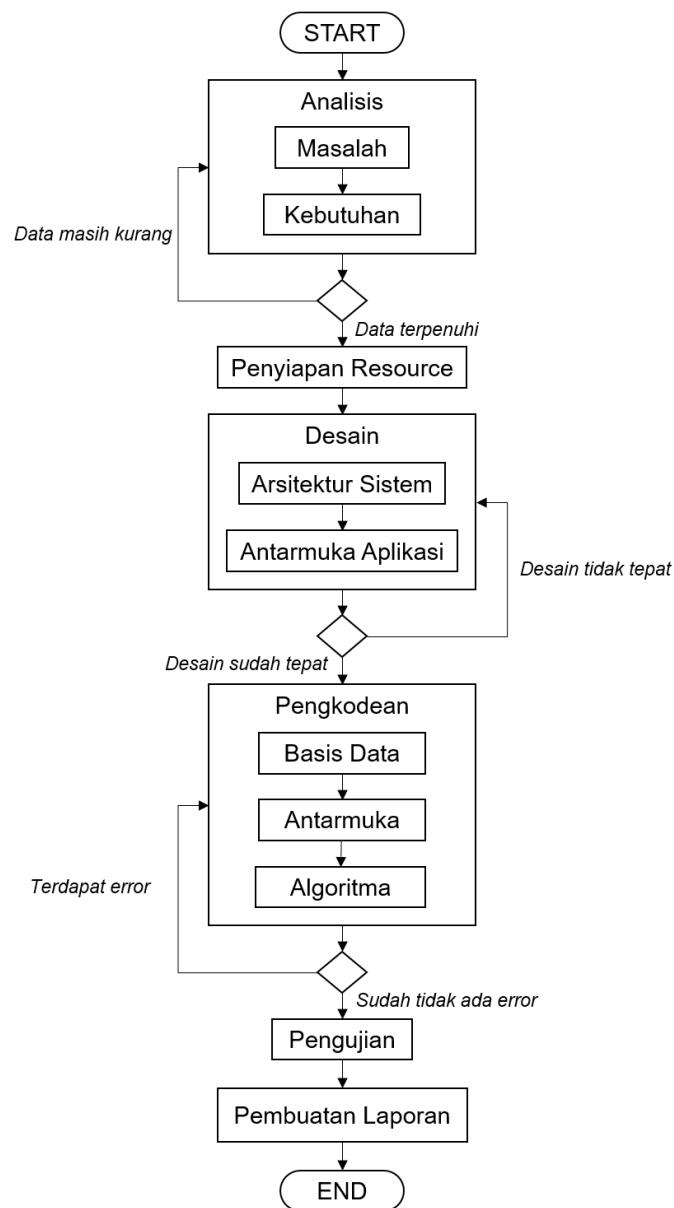 START
Analisis
Masalah
Kebutuhan
Data masih kurang
Data terpenuhi
Penyiapan Resource
Desain
Arsitektur Sistem
Antarmuka Aplikasi
Desain tidak tepat
Desain sudah tepat
Pengkodean
Basis Data
Antarmuka
Algoritma
Terdapat error
Sudah tidak ada error
Pengujian
Pembuatan Laporan
END